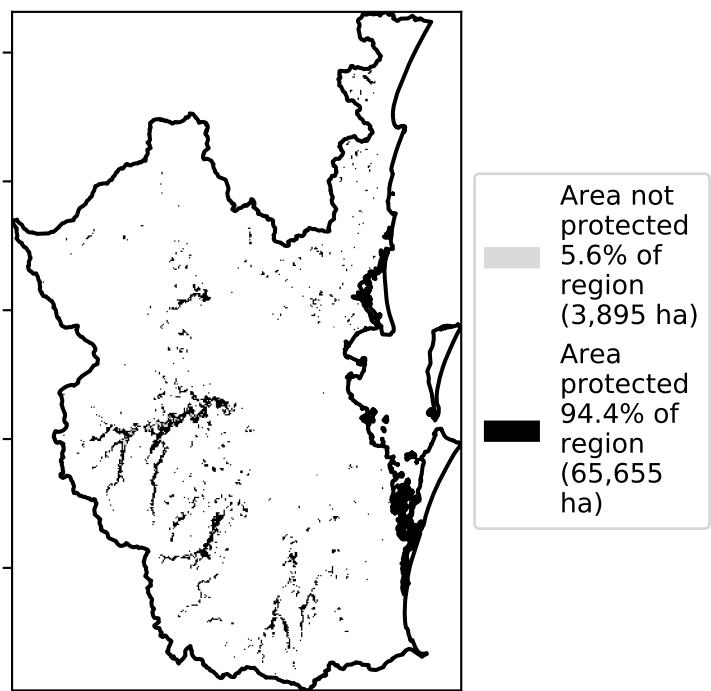 Area not
protected
5.6% of
region
(3,895 ha)
Area
protected
94.4% of
region
(65,655
ha)